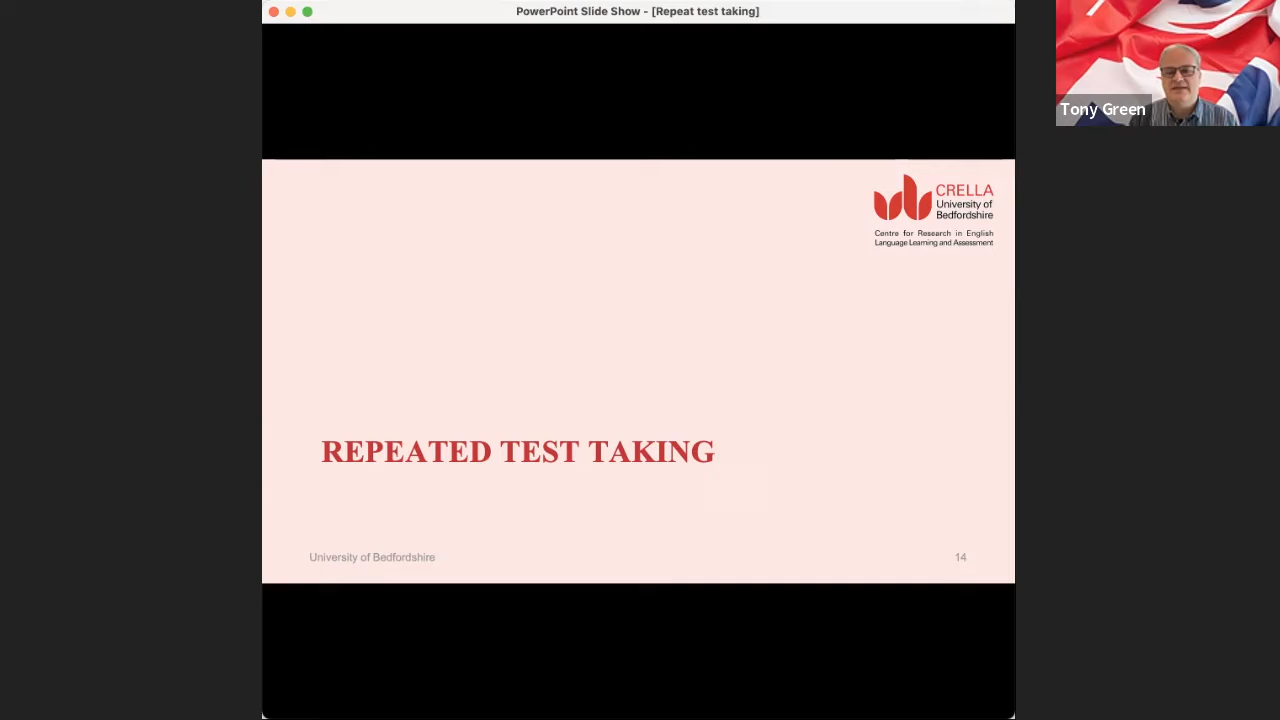 PowerPoint Slide Show - [Repeat test taking]
Tony Green
CRELLA
University of
Bedfordshire
Centre for Research in English
Language Learning and Assessment
REPEATED TEST TAKING
University of Bedfordshire
14